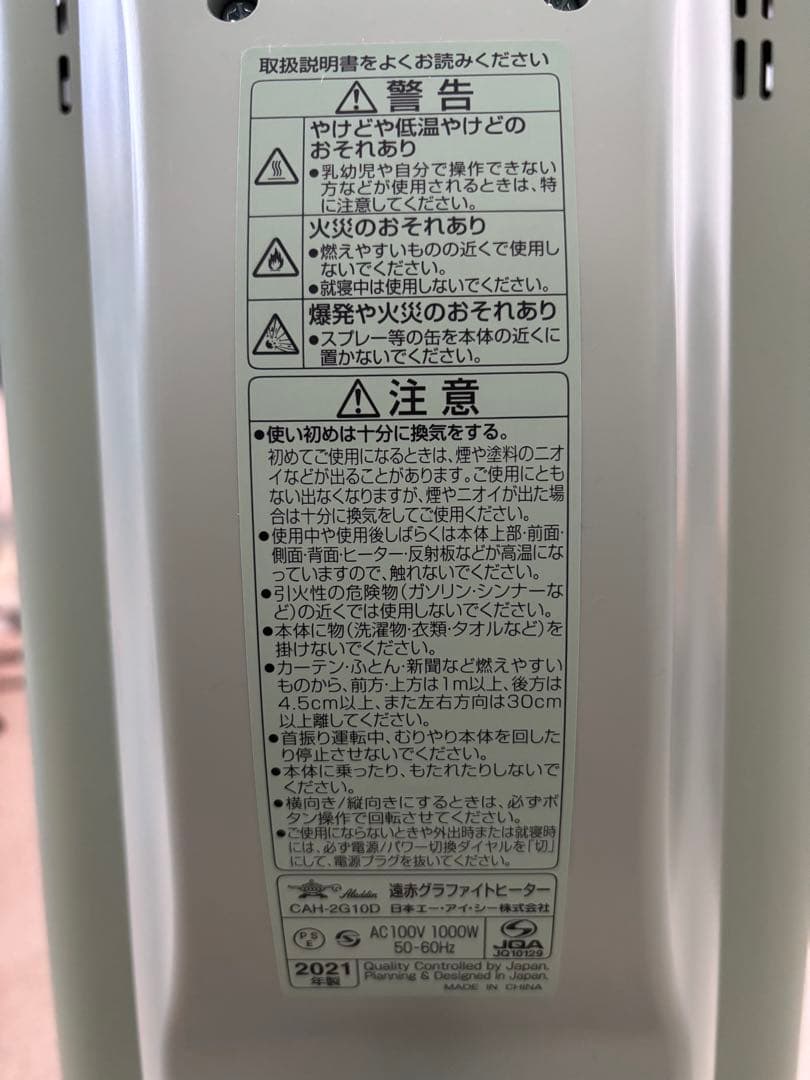 取扱説明書をよくお読みください
警告
やけどや低温やけどの
おそれあり
●乳幼児や自分で操作できない
方などが使用されるときは、特
に注意してください。
火災のおそれあり
●燃えやすいものの近くで使用し
ないでください。
●就寝中は使用しないでください。
爆発や火災のおそれあり
●スプレー等の缶を本体の近くに
置かないでください。
注意
●使い初めは十分に換気をする。
初めてご使用になるときは、煙や塗料のニオ
イなどが出ることがあります。ご使用にとも
ない出なくなりますが、煙やニオイが出た場
合は十分に換気をしてご使用ください。
●使用中や使用後しばらくは本体上部・前面・
側面・背面・ヒーター・反射板などが高温にな
っていますので、触れないでください。
●引火性の危険物(ガソリン・シンナーな
ど)の近くでは使用しないでください。
●本体に物(洗濯物・衣類・タオルなど)を
掛けないでください。
●カーテン・ふとん・新聞など燃えやすい
ものから、前方・上方は1m以上、後方は
4.5cm以上、また左右方向は30cm
以上離してください。
●首振り運転中、むりやり本体を回した
り停止させないでください。
●本体に乗ったり、もたれたりしないで
ください。
●横向き/縦向きにするときは、必ずボ
タン操作で回転させてください。
●ご使用にならないときや外出時または就寝時
には、必ず電源/パワー切換ダイヤルを「切」
にして、電源プラグを抜いてください。
Aladdin 遠赤グラファイトヒーター
CAH-2G10D 日本エー・アイ・シー株式会社
PSE AC100V 1000W
50-60Hz
JQA
JQ10129
2021
年製
Quality Controlled by Japan.
Planning & Designed in Japan.
MADE IN CHINA